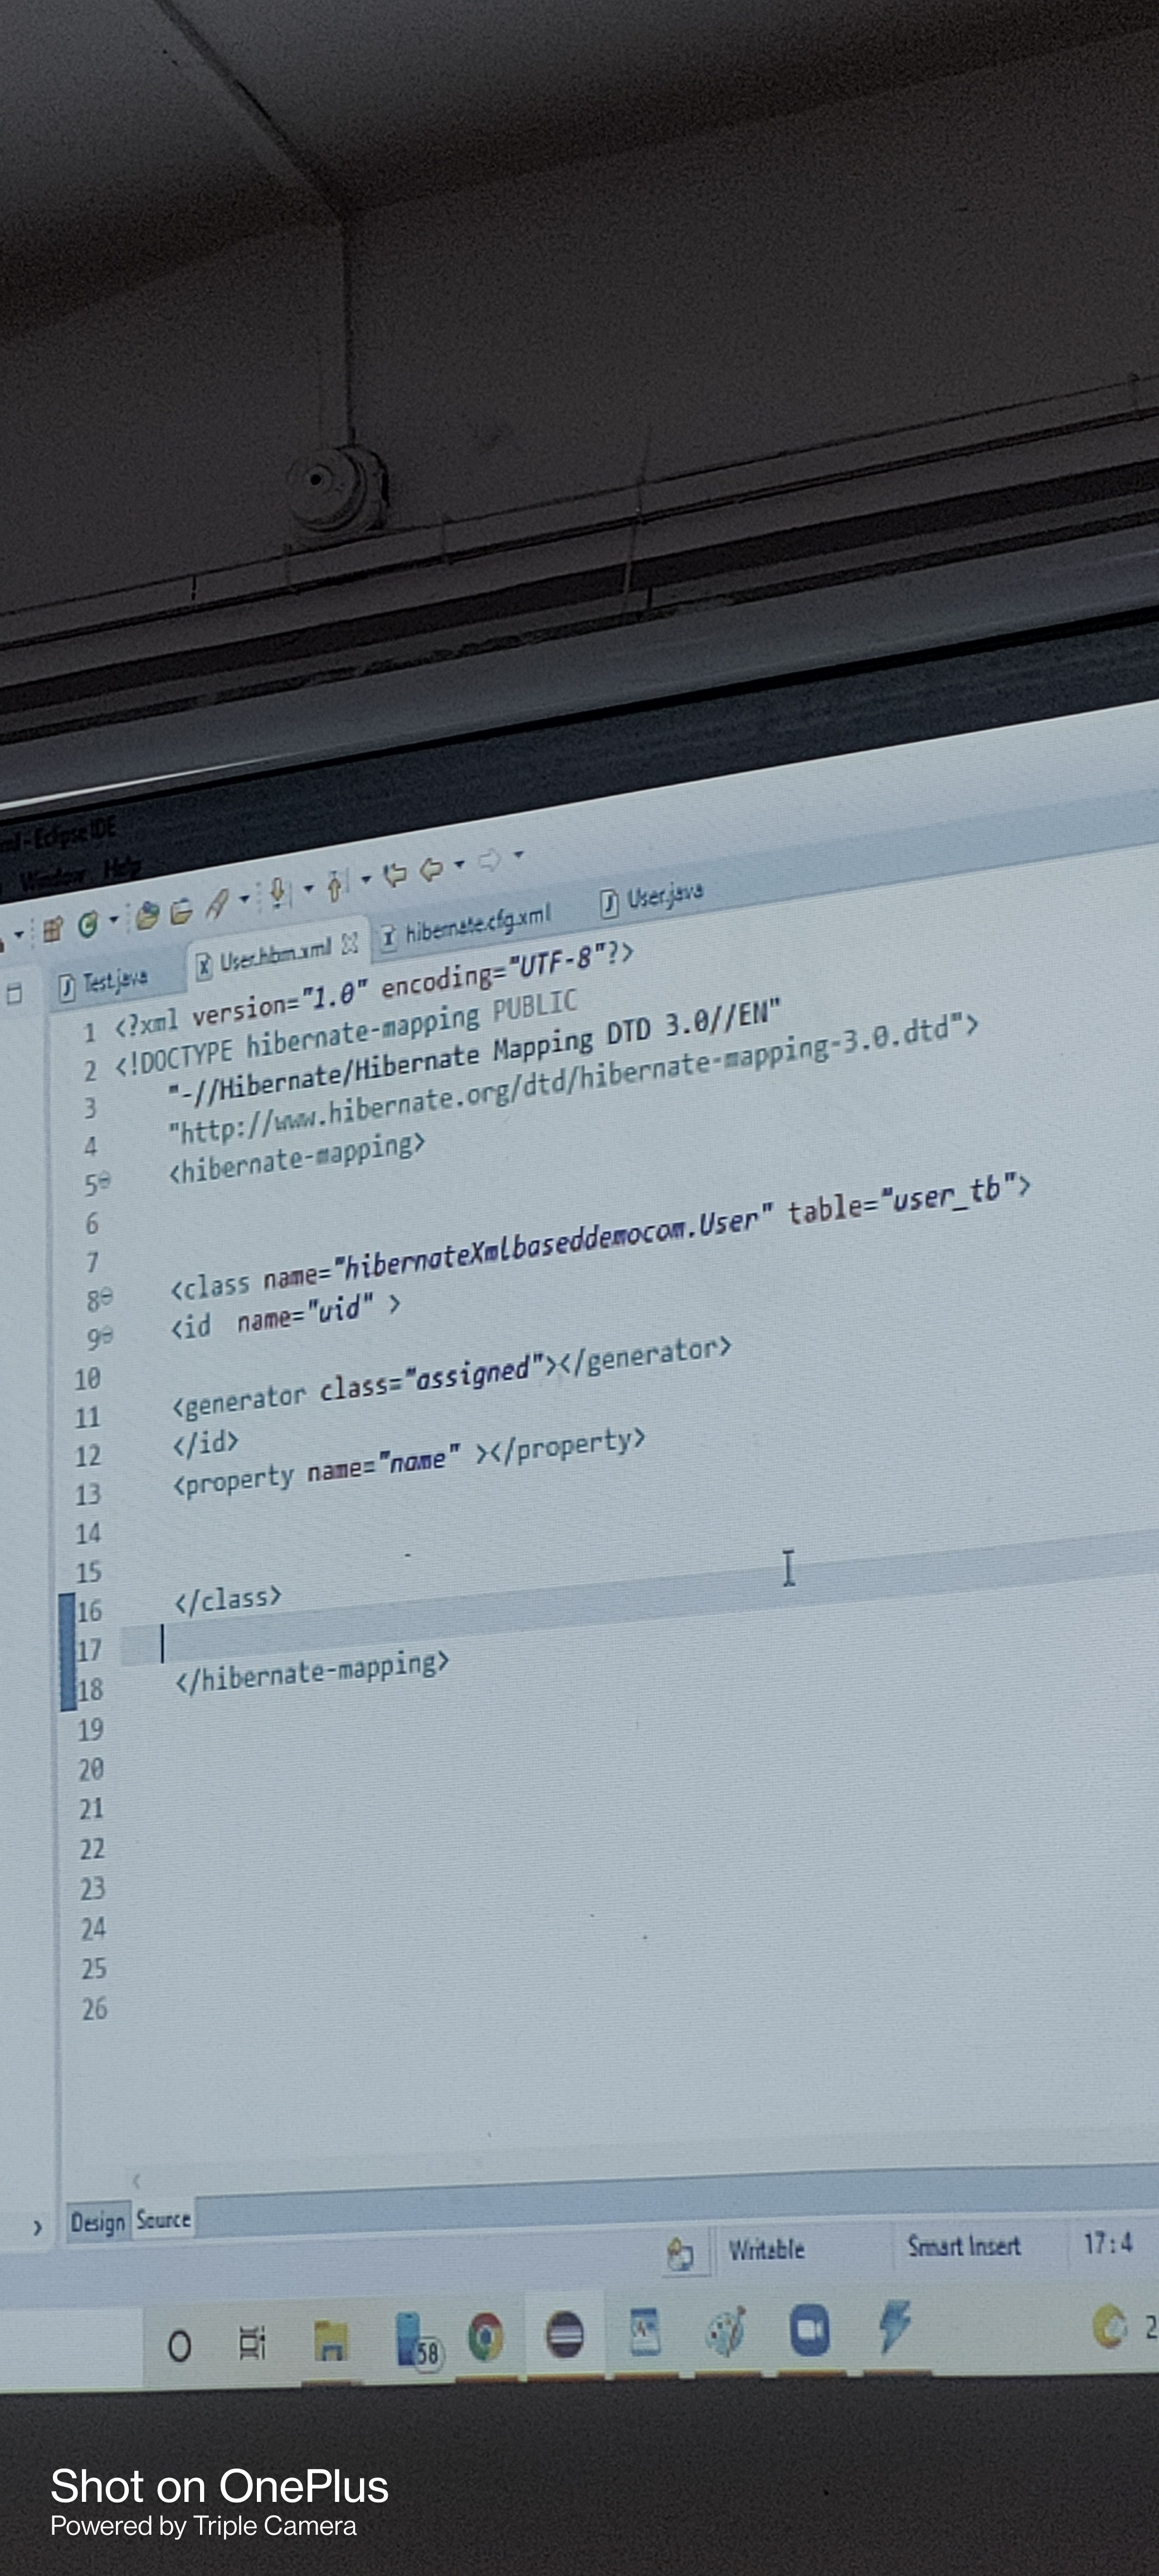 ml - Eclipse IDE
Window Help
Test.java
User.hbm.xml
hibernate.cfg.xml
User.java
1 <?xml version="1.0" encoding="UTF-8"?>
2 <!DOCTYPE hibernate-mapping PUBLIC
3 "-//Hibernate/Hibernate Mapping DTD 3.0//EN"
4 "http://www.hibernate.org/dtd/hibernate-mapping-3.0.dtd">
5 <hibernate-mapping>
6
7
8 <class name="hibernateXmlbaseddemocom.User" table="user_tb">
9 <id name="uid" >
10
11 <generator class="assigned"></generator>
12 </id>
13 <property name="name" ></property>
14
15
16 </class>
17
18 </hibernate-mapping>
19
20
21
22
23
24
25
26
Design Source
Writable Smart Insert 17:4
58
2
Shot on OnePlus
Powered by Triple Camera